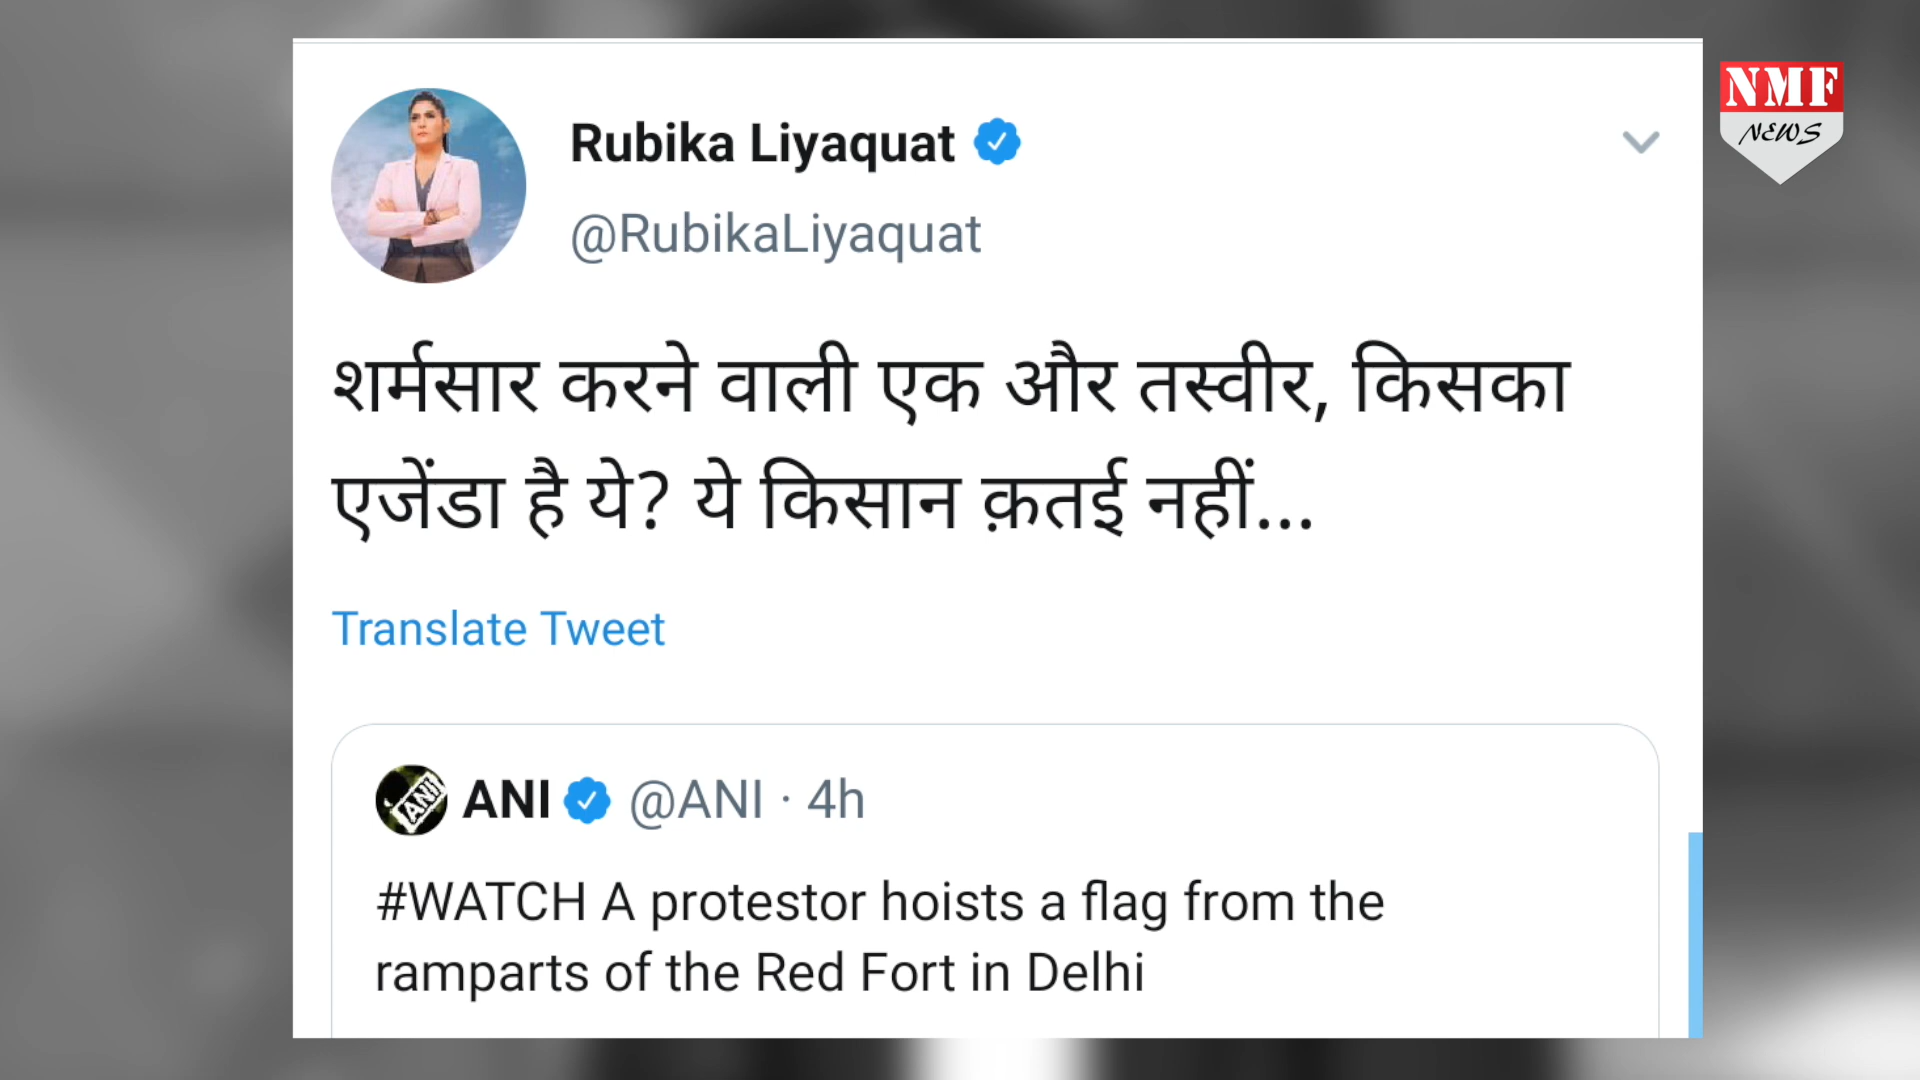 NMF
NEWS
Rubika Liyaquat
@RubikaLiyaquat
शर्मसार करने वाली एक और तस्वीर, किसका
एजेंडा है ये? ये किसान क़तई नहीं...
Translate Tweet
ANI
ANI @ANI · 4h
#WATCH A protestor hoists a flag from the
ramparts of the Red Fort in Delhi